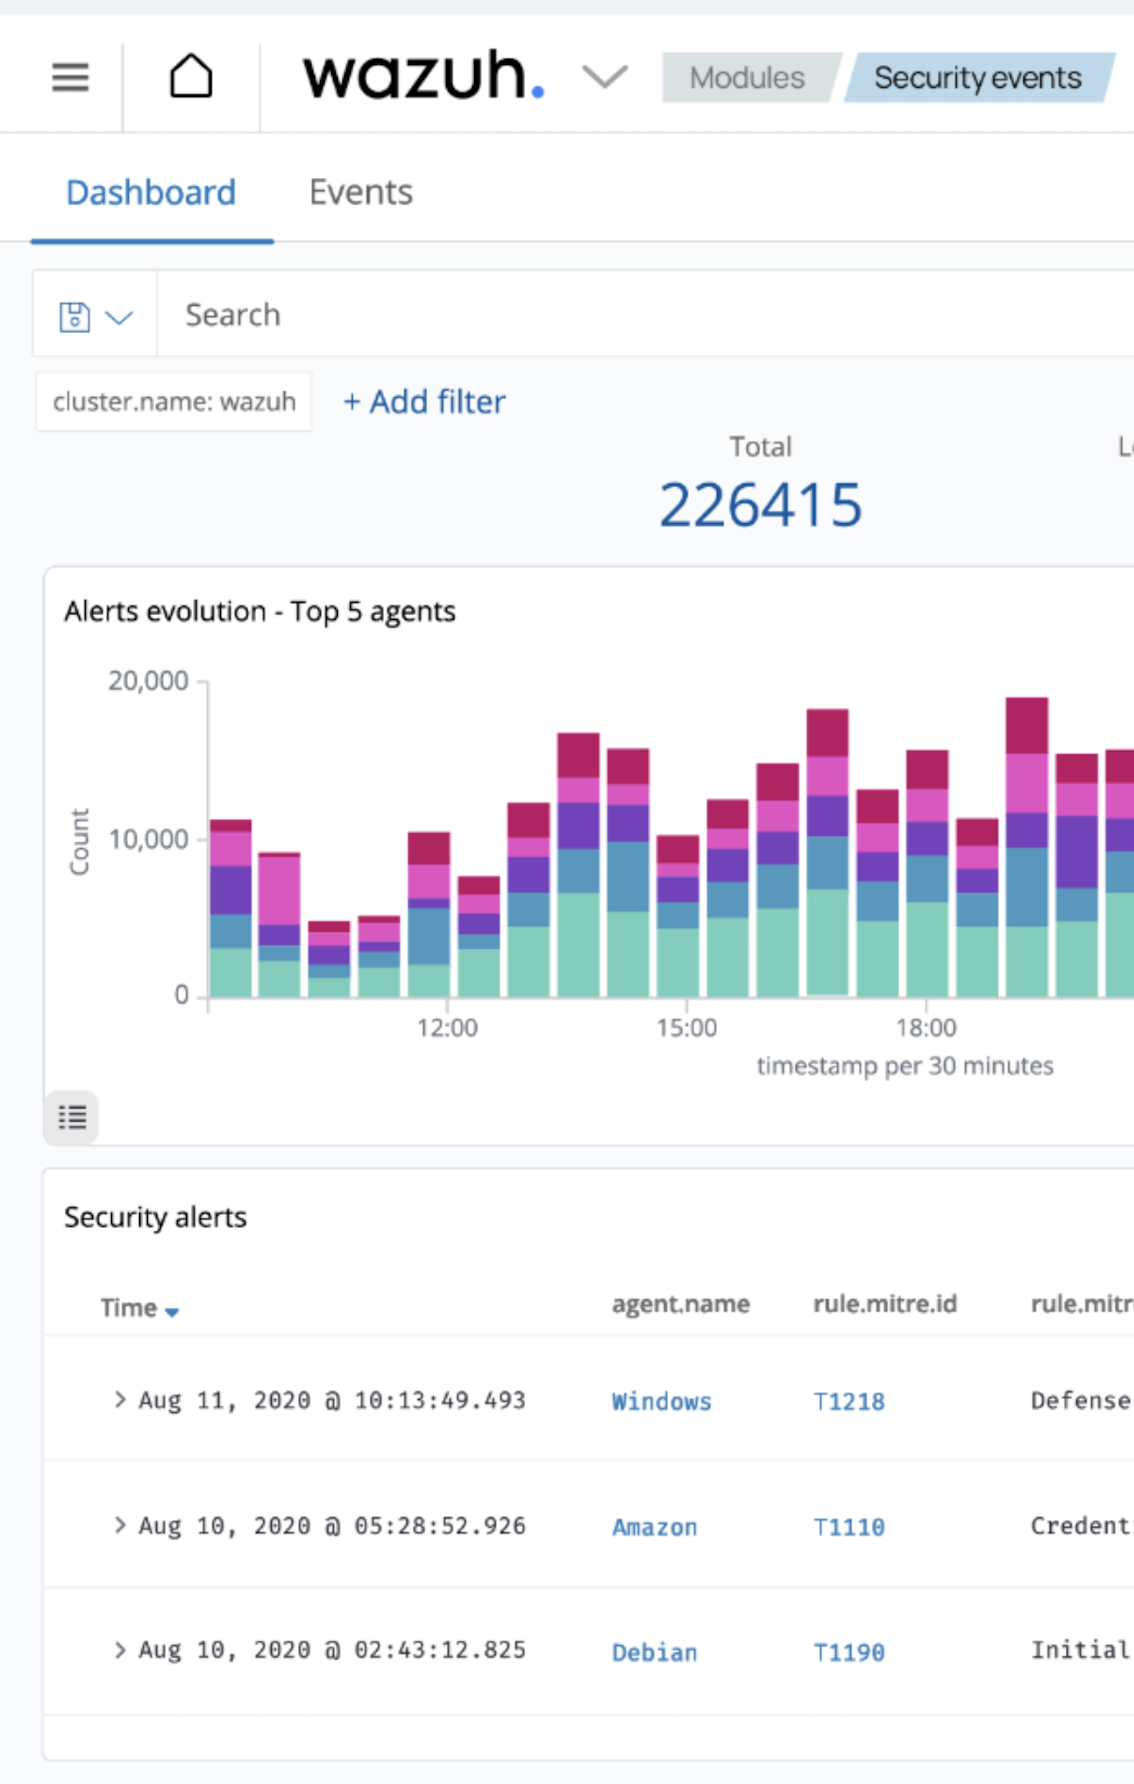 wazuh. Modules Security events
Dashboard Events
Search
cluster.name: wazuh + Add filter
Total
226415
Alerts evolution - Top 5 agents
20,000
10,000
0
Count
12:00 15:00 18:00
timestamp per 30 minutes
Security alerts
Time agent.name rule.mitre.id rule.mitr
> Aug 11, 2020 @ 10:13:49.493 Windows T1218 Defense
> Aug 10, 2020 @ 05:28:52.926 Amazon T1110 Credent
> Aug 10, 2020 @ 02:43:12.825 Debian T1190 Initial